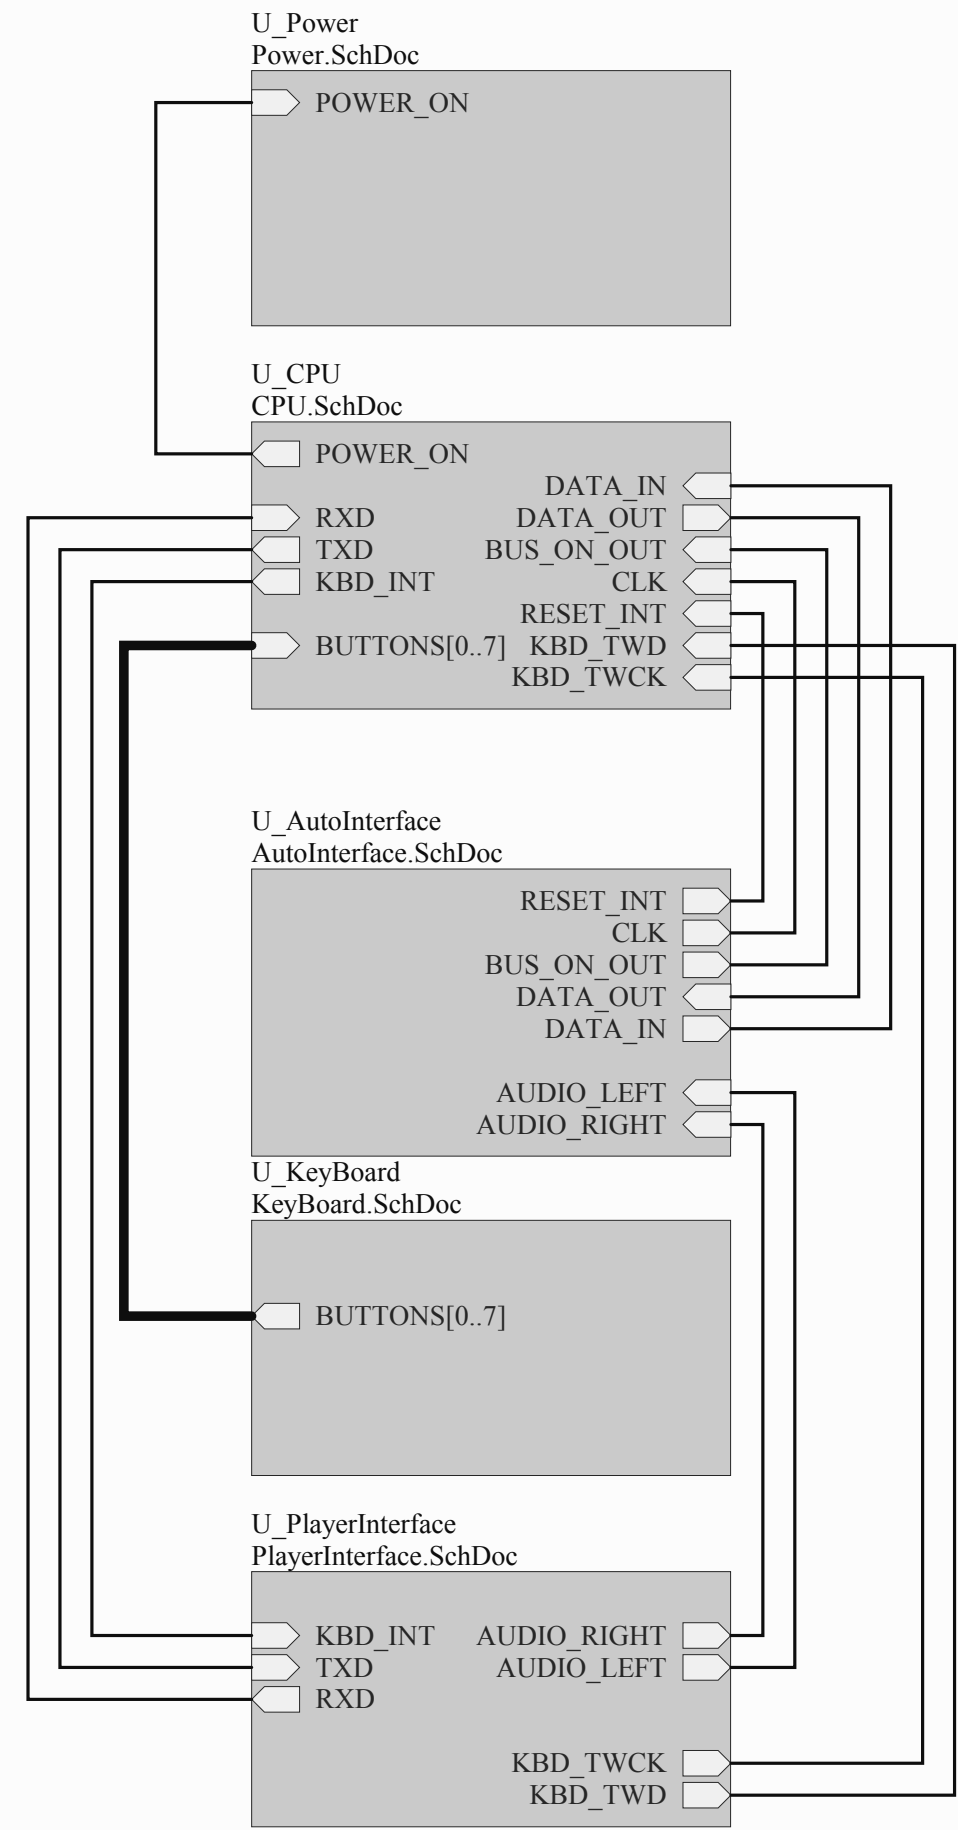 U_Power
Power.SchDoc
POWER_ON
U_CPU
CPU.SchDoc
POWER_ON
DATA_IN
RXD DATA_OUT
TXD BUS_ON_OUT
KBD_INT CLK
RESET_INT
BUTTONS[0..7] KBD_TWD
KBD_TWCK
U_AutoInterface
AutoInterface.SchDoc
RESET_INT
CLK
BUS_ON_OUT
DATA_OUT
DATA_IN
AUDIO_LEFT
AUDIO_RIGHT
U_KeyBoard
KeyBoard.SchDoc
BUTTONS[0..7]
U_PlayerInterface
PlayerInterface.SchDoc
KBD_INT AUDIO_RIGHT
TXD AUDIO_LEFT
RXD
KBD_TWCK
KBD_TWD